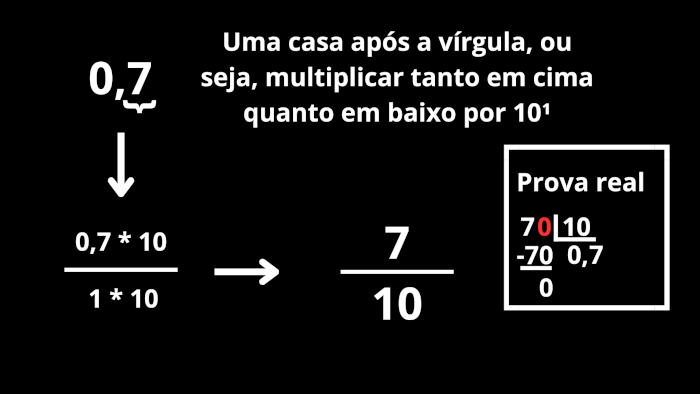 0,7
Uma casa após a vírgula, ou
seja, multiplicar tanto em cima
quanto em baixo por 10¹
0,7 * 10
1 * 10
7
10
Prova real
70 10
-70 0,7
0